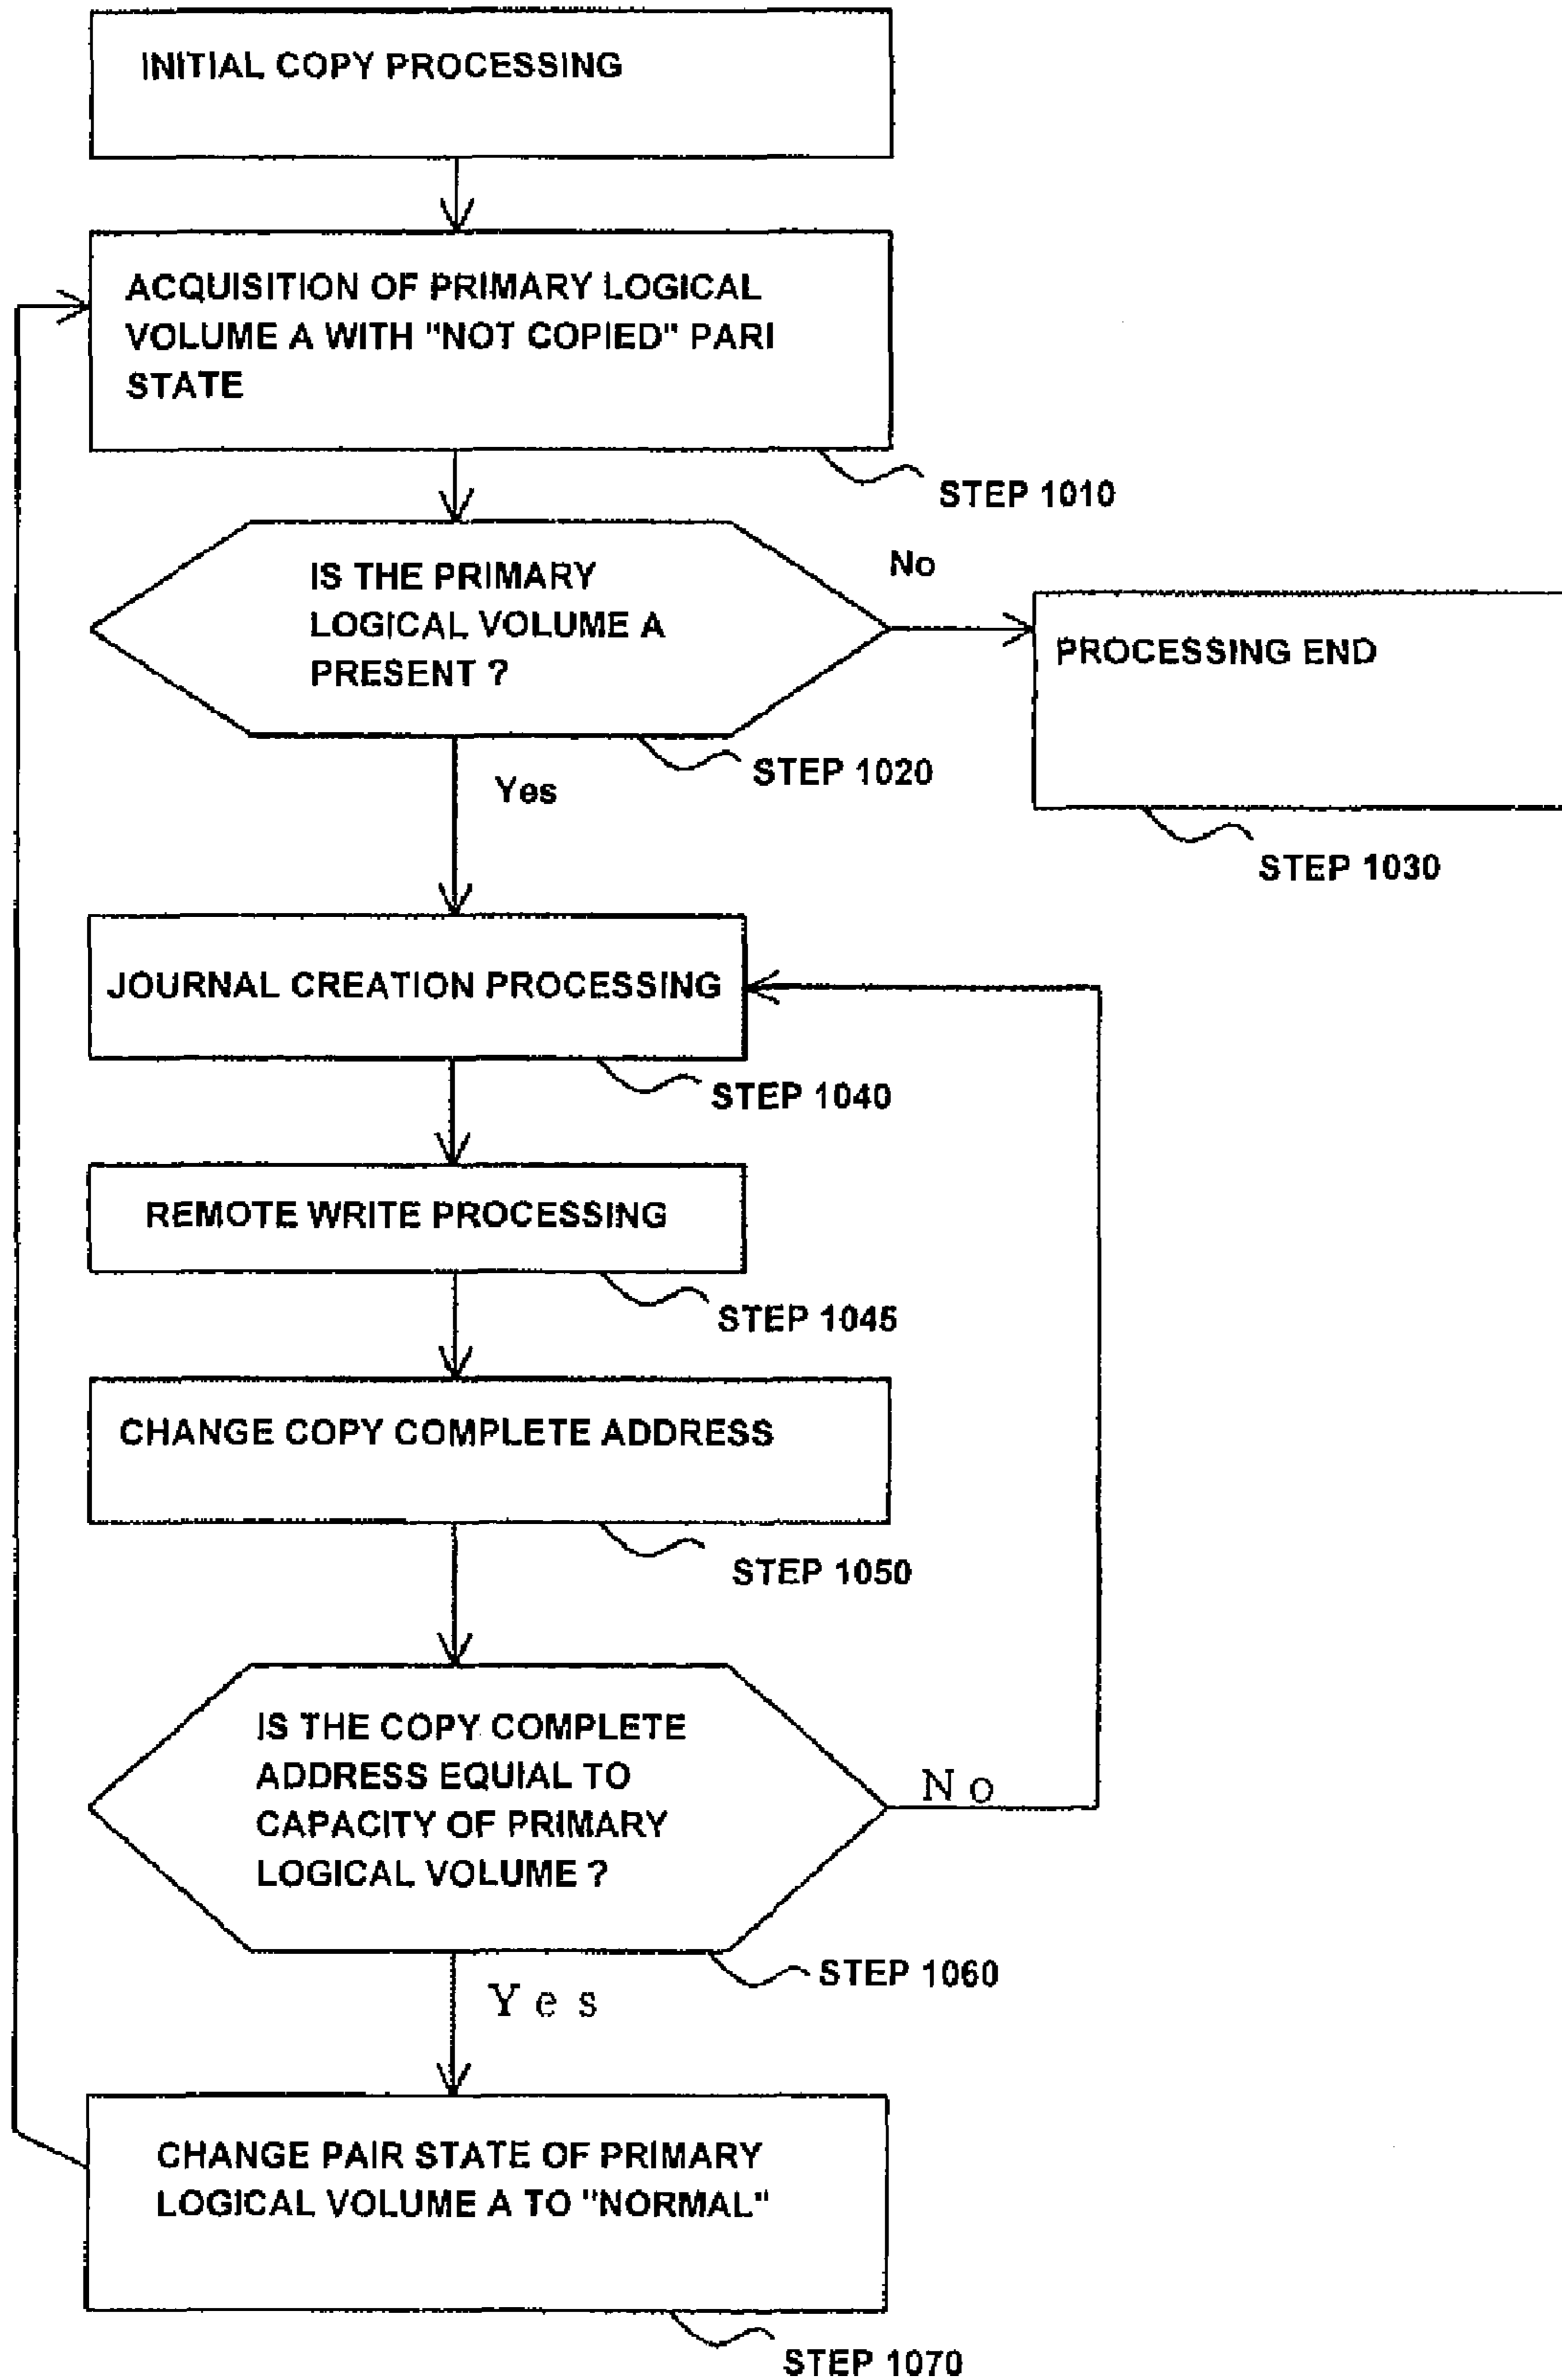 INITIAL COPY PROCESSING
ACQUISITION OF PRIMARY LOGICAL
VOLUME A WITH "NOT COPIED" PARI
STATE
STEP 1010
IS THE PRIMARY
LOGICAL VOLUME A
PRESENT ?
No
PROCESSING END
STEP 1020
Yes
STEP 1030
JOURNAL CREATION PROCESSING
STEP 1040
REMOTE WRITE PROCESSING
STEP 1045
CHANGE COPY COMPLETE ADDRESS
STEP 1050
IS THE COPY COMPLETE
ADDRESS EQUIAL TO
CAPACITY OF PRIMARY
LOGICAL VOLUME ?
No
STEP 1060
Yes
CHANGE PAIR STATE OF PRIMARY
LOGICAL VOLUME A TO "NORMAL"
STEP 1070